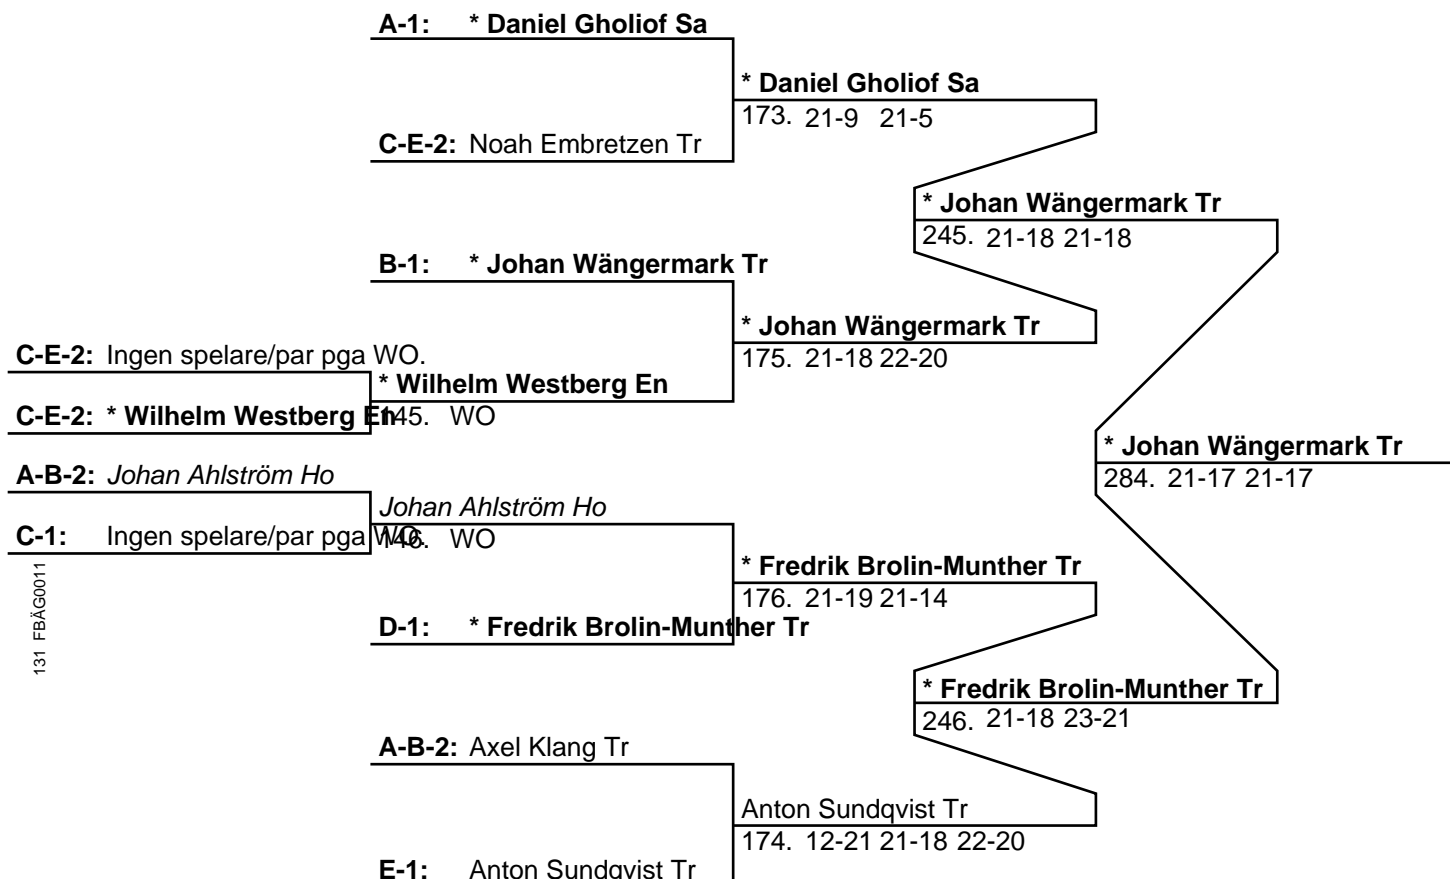 A-1: * Daniel Gholiof Sa
* Daniel Gholiof Sa
173. 21-9 21-5
C-E-2: Noah Embretzen Tr
* Johan Wängermark Tr
245. 21-18 21-18
B-1: * Johan Wängermark Tr
* Johan Wängermark Tr
175. 21-18 22-20
C-E-2: Ingen spelare/par pga WO.
* Wilhelm Westberg En
145. WO
C-E-2: * Wilhelm Westberg En
* Johan Wängermark Tr
284. 21-17 21-17
A-B-2: Johan Ahlström Ho
Johan Ahlström Ho
146. WO
C-1: Ingen spelare/par pga WO.
* Fredrik Brolin-Munther Tr
176. 21-19 21-14
D-1: * Fredrik Brolin-Munther Tr
131 FBÄG0011
* Fredrik Brolin-Munther Tr
246. 21-18 23-21
A-B-2: Axel Klang Tr
Anton Sundqvist Tr
174. 12-21 21-18 22-20
E-1: Anton Sundqvist Tr